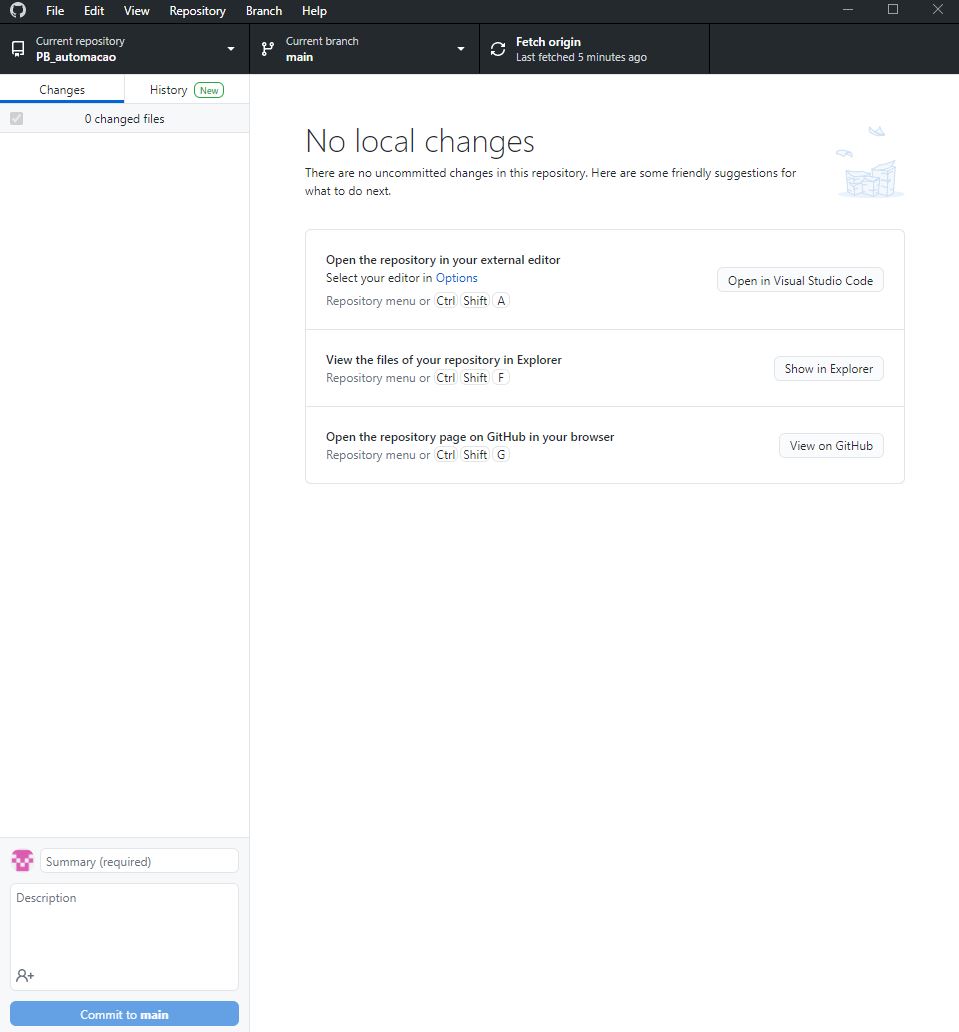 File Edit View Repository Branch Help
Current repository
PB_automacao
Current branch
main
Fetch origin
Last fetched 5 minutes ago
Changes
History New
0 changed files
No local changes
There are no uncommitted changes in this repository. Here are some friendly suggestions for
what to do next.
Open the repository in your external editor
Select your editor in Options
Repository menu or Ctrl Shift A
Open in Visual Studio Code
View the files of your repository in Explorer
Repository menu or Ctrl Shift F
Show in Explorer
Open the repository page on GitHub in your browser
Repository menu or Ctrl Shift G
View on GitHub
Summary (required)
Description
Commit to main